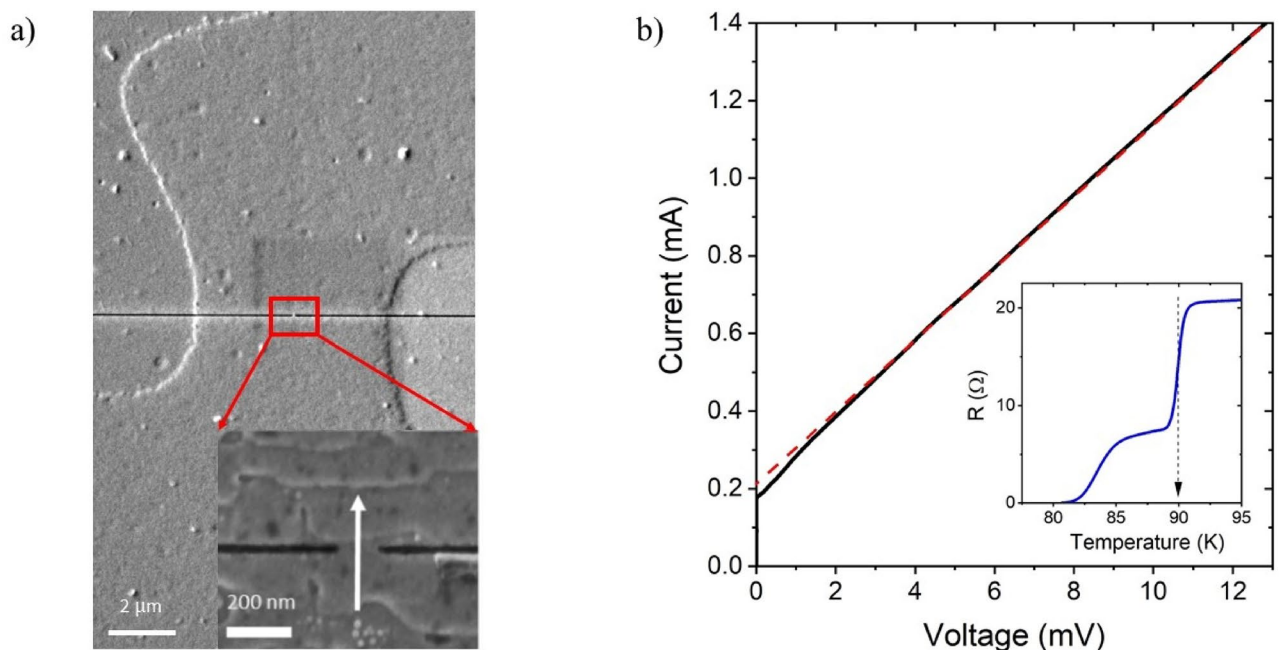 a)
2 μm
200 nm
b)
Current (mA)
1.4
1.2
1.0
0.8
0.6
0.4
0.2
0.0
0 2 4 6 8 10 12
Voltage (mV)
R (Ω)
20
10
0
80 85 90 95
Temperature (K)